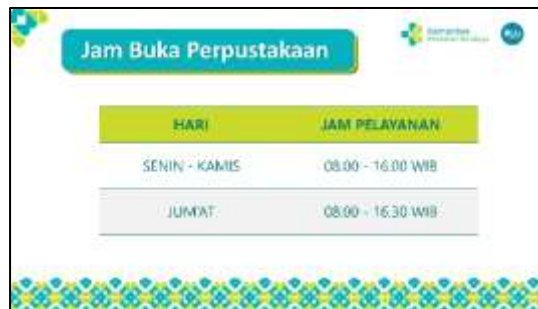 Jam Buka Perpustakaan
HARI JAM PELAYANAN
SENIN - KAMIS 08.00 - 16.00 WIB
JUM'AT 08.00 - 16.30 WIB